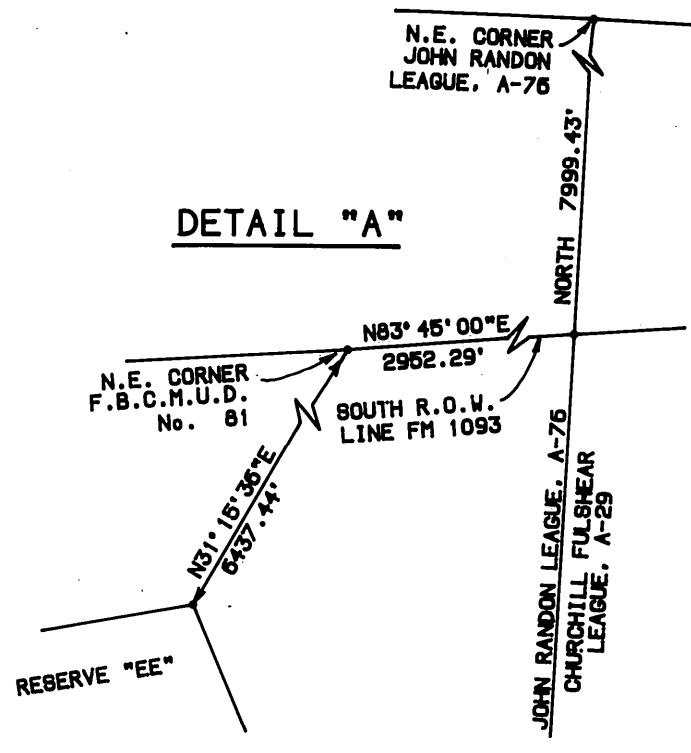 N.E. CORNER
JOHN RANDON
LEAGUE, A-76
NORTH 7999.43'
DETAIL "A"
N83°45'00"E
2952.29'
N.E. CORNER
F.B.C.M.U.D.
No. 81
SOUTH R.O.W.
LINE FM 1093
N31°15'36"E
6437.44'
JOHN RANDON LEAGUE, A-76
CHURCHILL FULSHEAR
LEAGUE, A-29
RESERVE "EE"